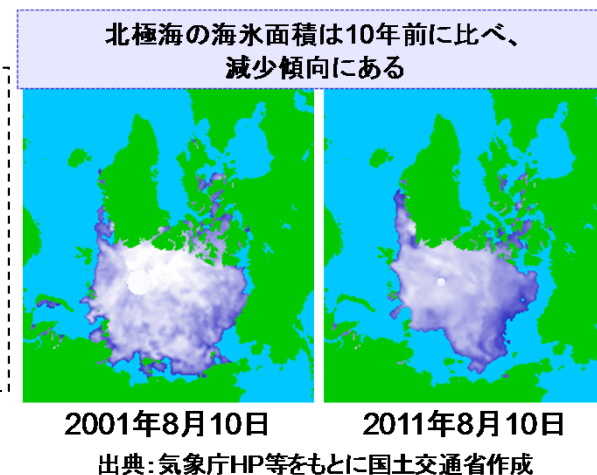 北極海の海氷面積は10年前に比べ、
減少傾向にある
2001年8月10日
2011年8月10日
出典：気象庁HP等をもとに国土交通省作成